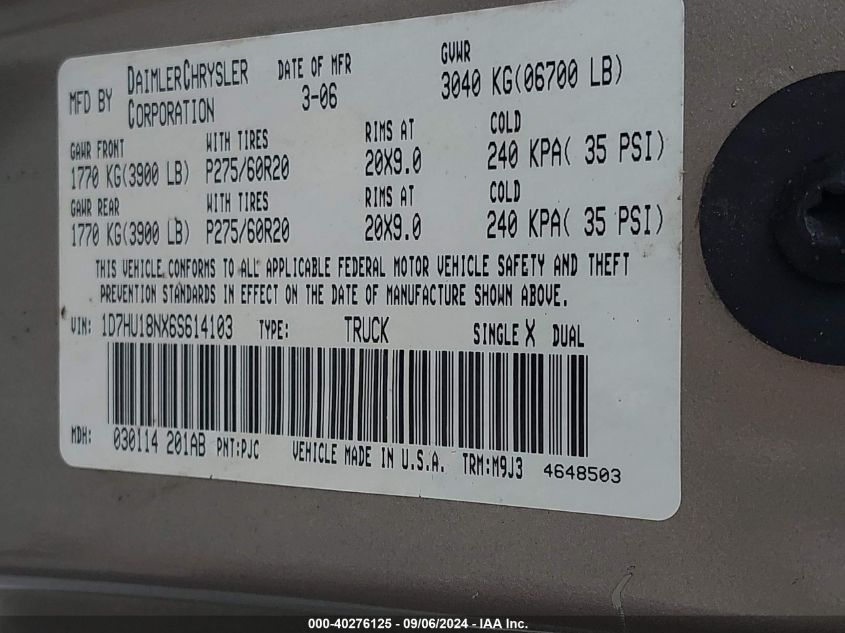 MFD BY DAIMLERCHRYSLER CORPORATION DATE OF MFR 3-06 GVWR 3040 KG(06700 LB)
GAWR FRONT WITH TIRES RIMS AT COLD
1770 KG(3900 LB) P275/60R20 20X9.0 240 KPA( 35 PSI)
GAWR REAR WITH TIRES RIMS AT COLD
1770 KG(3900 LB) P275/60R20 20X9.0 240 KPA( 35 PSI)
THIS VEHICLE CONFORMS TO ALL APPLICABLE FEDERAL MOTOR VEHICLE SAFETY AND THEFT
PREVENTION STANDARDS IN EFFECT ON THE DATE OF MANUFACTURE SHOWN ABOVE.
VIN: 1D7HU18NX6S614103 TYPE: TRUCK SINGLE X DUAL
MDH: 030114 201AB PNT:PJC VEHICLE MADE IN U.S.A. TRM:M9J3 4648503
000-40276125 - 09/06/2024 - IAA Inc.